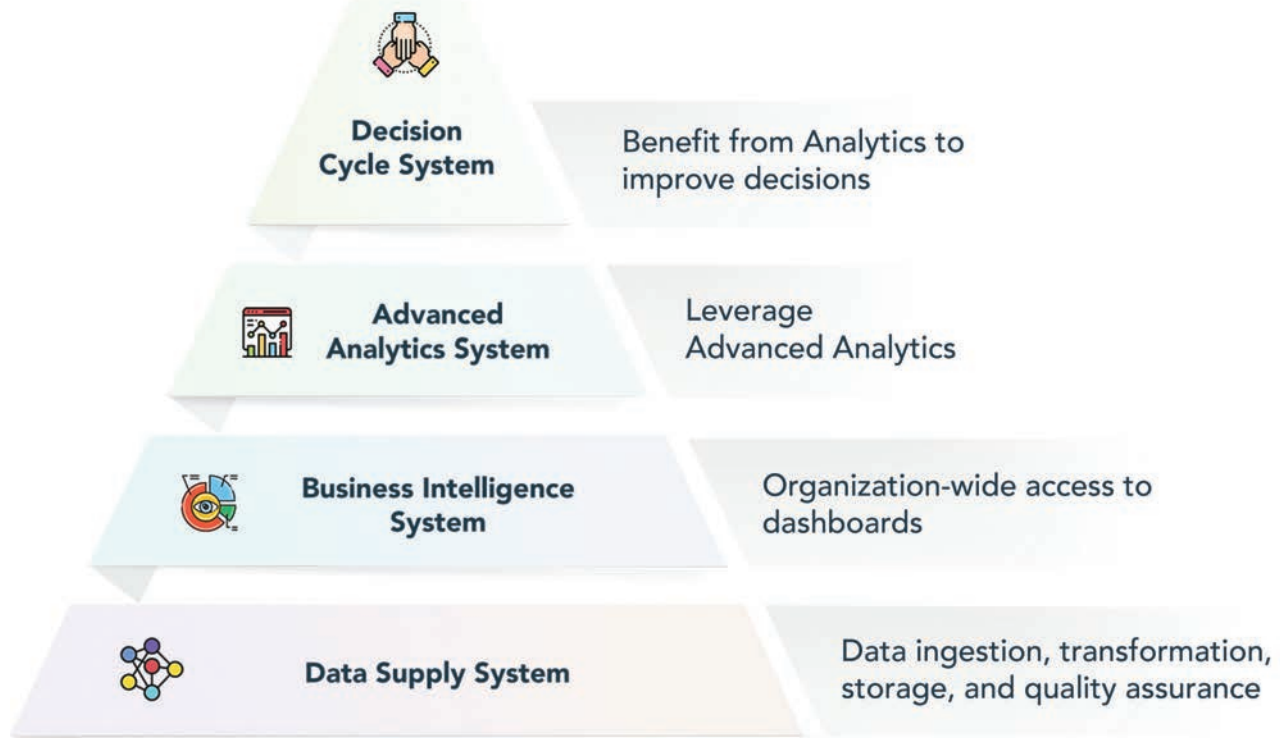 Decision
Cycle System
Benefit from Analytics to
improve decisions
Advanced
Analytics System
Leverage
Advanced Analytics
Business Intelligence
System
Organization-wide access to
dashboards
Data Supply System
Data ingestion, transformation,
storage, and quality assurance